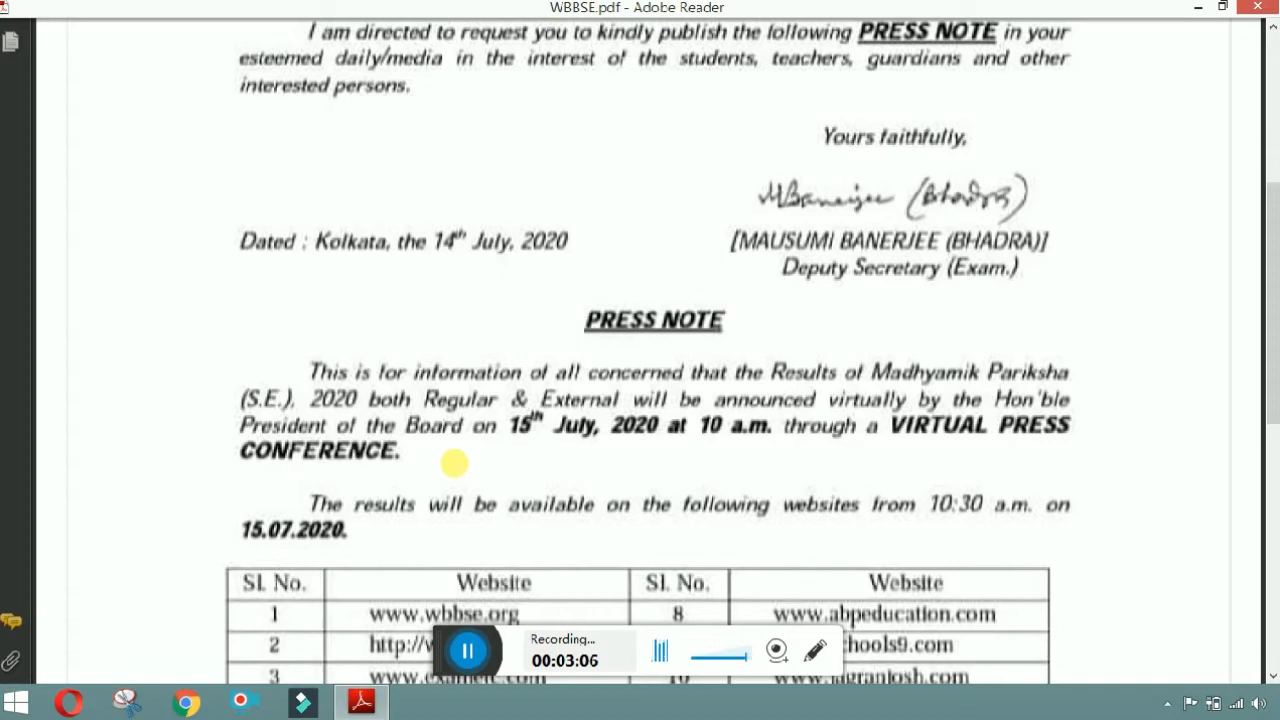 WBBSE.pdf - Adobe Reader
I am directed to request you to kindly publish the following PRESS NOTE in your
esteemed daily/media in the interest of the students, teachers, guardians and other
interested persons.
Yours faithfully,
MBanerjee (Bhadra)
Dated : Kolkata, the 14th July, 2020
[MAUSUMI BANERJEE (BHADRA)]
Deputy Secretary (Exam.)
PRESS NOTE
This is for information of all concerned that the Results of Madhyamik Pariksha
(S.E.), 2020 both Regular & External will be announced virtually by the Hon'ble
President of the Board on 15th July, 2020 at 10 a.m. through a VIRTUAL PRESS
CONFERENCE.
The results will be available on the following websites from 10:30 a.m. on
15.07.2020.
Sl. No. Website Sl. No. Website
1 www.wbbse.org 8 www.abpeducation.com
2 http://w hools9.com
3
Recording...
00:03:06